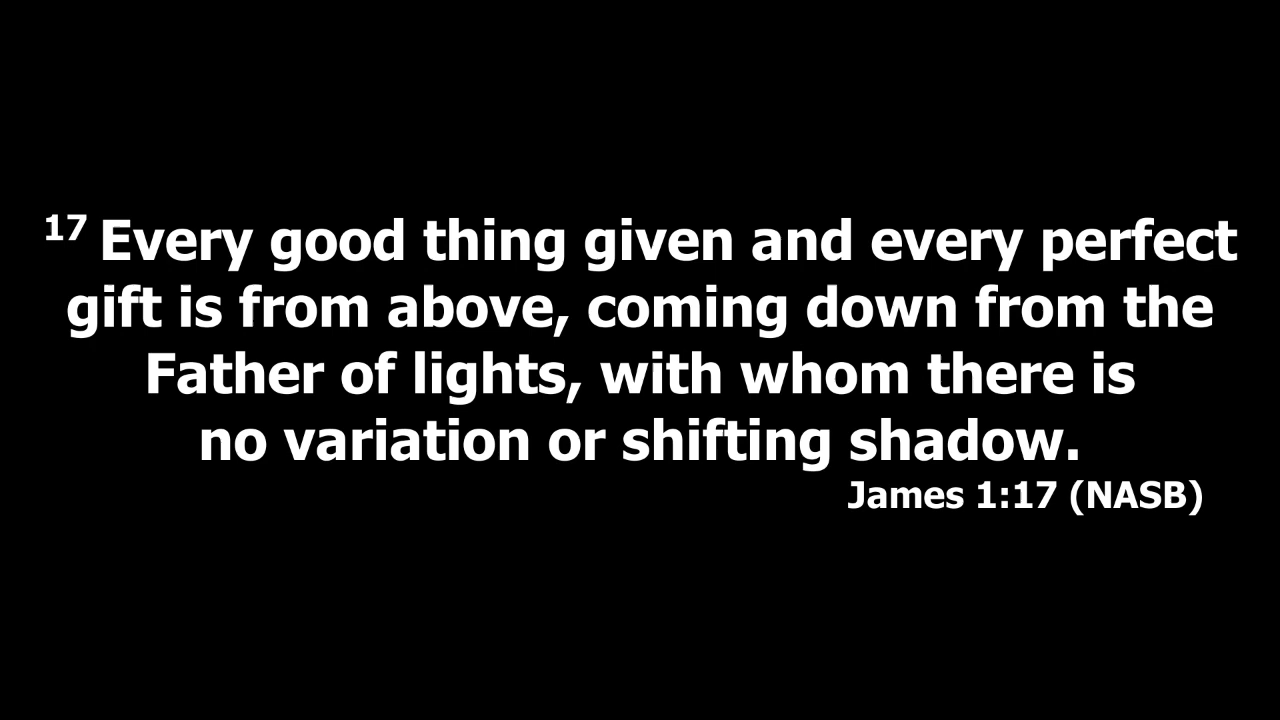 17 Every good thing given and every perfect
gift is from above, coming down from the
Father of lights, with whom there is
no variation or shifting shadow.
James 1:17 (NASB)